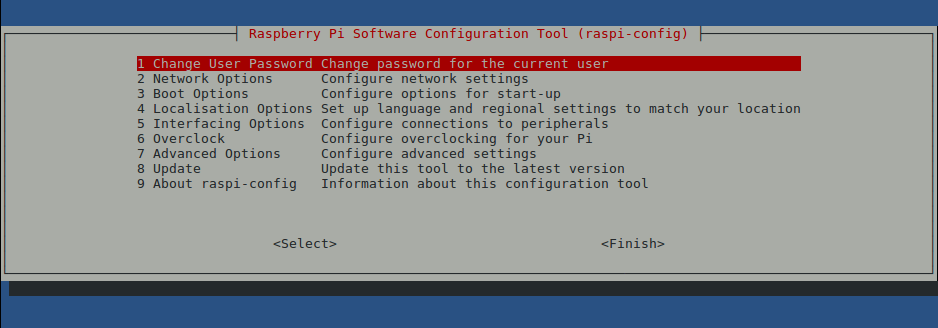 Raspberry Pi Software Configuration Tool (raspi-config)
1 Change User Password Change password for the current user
2 Network Options Configure network settings
3 Boot Options Configure options for start-up
4 Localisation Options Set up language and regional settings to match your location
5 Interfacing Options Configure connections to peripherals
6 Overclock Configure overclocking for your Pi
7 Advanced Options Configure advanced settings
8 Update Update this tool to the latest version
9 About raspi-config Information about this configuration tool
<Select> <Finish>